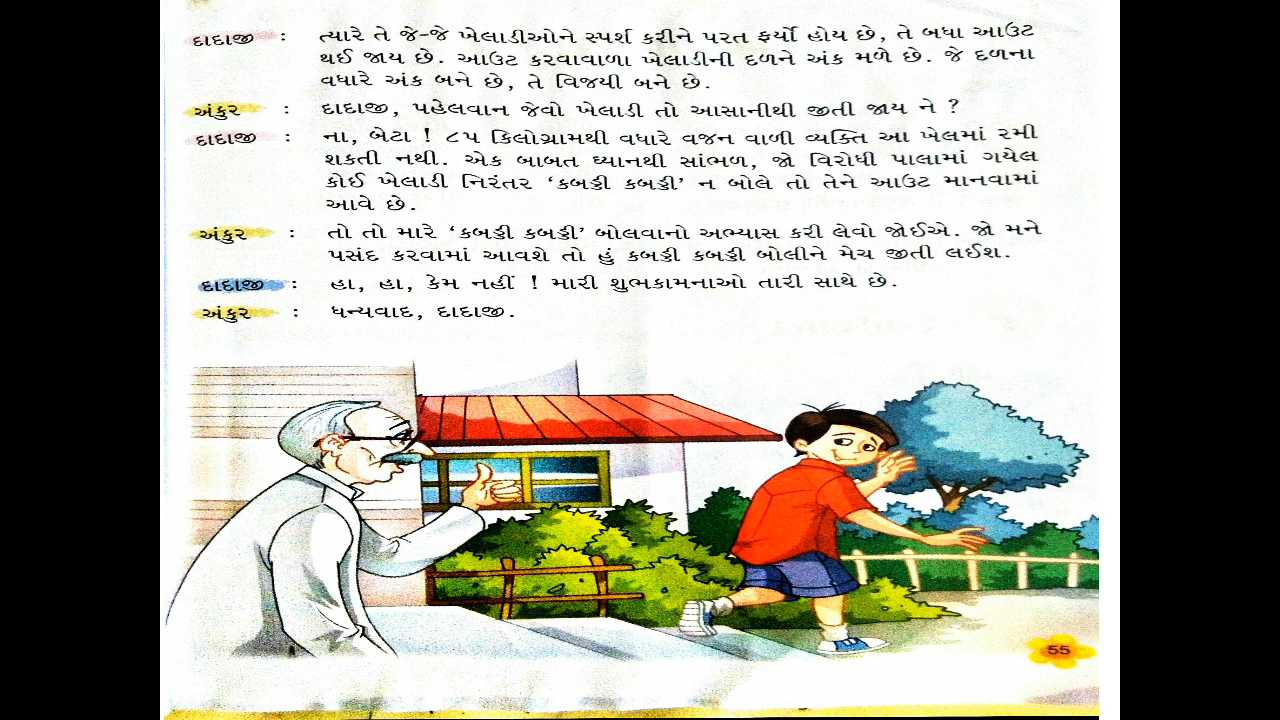 દાદાજી : ત્યારે તે જે-જે ખેલાડીઓને સ્પર્શ કરીને પરત ફર્યો હોય છે, તે બધા આઉટ
થઈ જાય છે. આઉટ કરવાવાળા ખેલાડીની દળને અંક મળે છે. જે દળના
વધારે અંક બને છે, તે વિજયી બને છે.
અંકુર : દાદાજી, પહેલવાન જેવો ખેલાડી તો આસાનીથી જીતી જાય ને ?
દાદાજી : ના, બેટા ! ૮૫ કિલોગ્રામથી વધારે વજન વાળી વ્યક્તિ આ ખેલમાં રમી
શકતી નથી. એક બાબત ધ્યાનથી સાંભળ, જો વિરોધી પાલામાં ગયેલ
કોઈ ખેલાડી નિરંતર ‘કબડ્ડી કબડ્ડી’ ન બોલે તો તેને આઉટ માનવામાં
આવે છે.
અંકુર : તો તો મારે ‘કબડ્ડી કબડ્ડી’ બોલવાનો અભ્યાસ કરી લેવો જોઈએ. જો મને
પસંદ કરવામાં આવશે તો હું કબડ્ડી કબડ્ડી બોલીને મેચ જીતી લઈશ.
દાદાજી : હા, હા, કેમ નહીં ! મારી શુભકામનાઓ તારી સાથે છે.
અંકુર : ધન્યવાદ, દાદાજી.
55